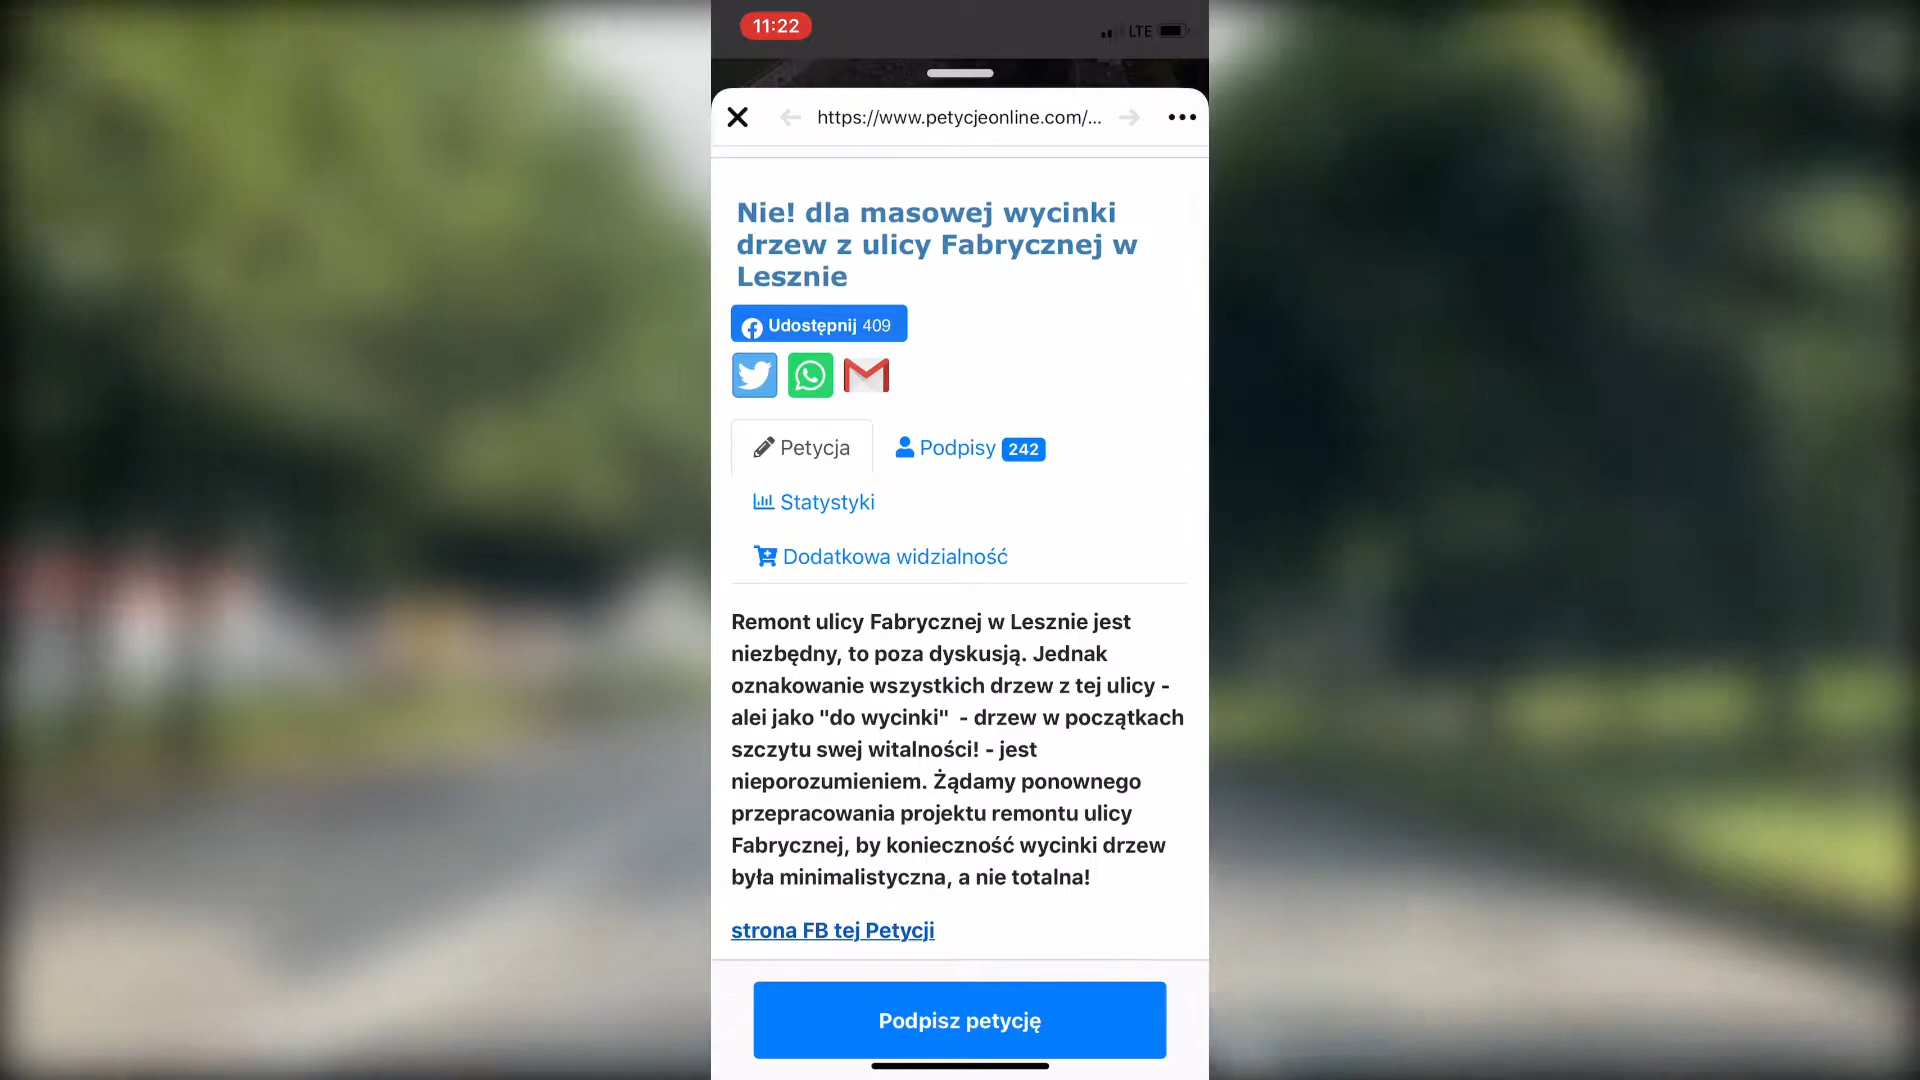 11:22
LTE
https://www.petycjeonline.com/...
Nie! dla masowej wycinki
drzew z ulicy Fabrycznej w
Lesznie
Udostępnij 409
Petycja
Podpisy 242
Statystyki
Dodatkowa widzialność
Remont ulicy Fabrycznej w Lesznie jest
niezbędny, to poza dyskusją. Jednak
oznakowanie wszystkich drzew z tej ulicy -
alei jako "do wycinki"  - drzew w początkach
szczytu swej witalności! - jest
nieporozumieniem. Żądamy ponownego
przepracowania projektu remontu ulicy
Fabrycznej, by konieczność wycinki drzew
była minimalistyczna, a nie totalna!
strona FB tej Petycji
Podpisz petycję